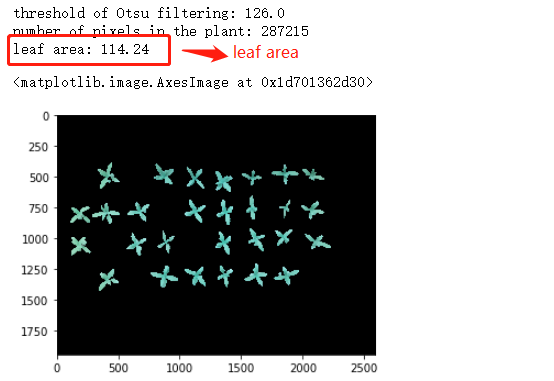 threshold of Otsu filtering: 126.0
number of pixels in the plant: 287215
leaf area: 114.24
leaf area
<matplotlib.image.AxesImage at 0x1d701362d30>
0
250
500
750
1000
1250
1500
1750
0 500 1000 1500 2000 2500